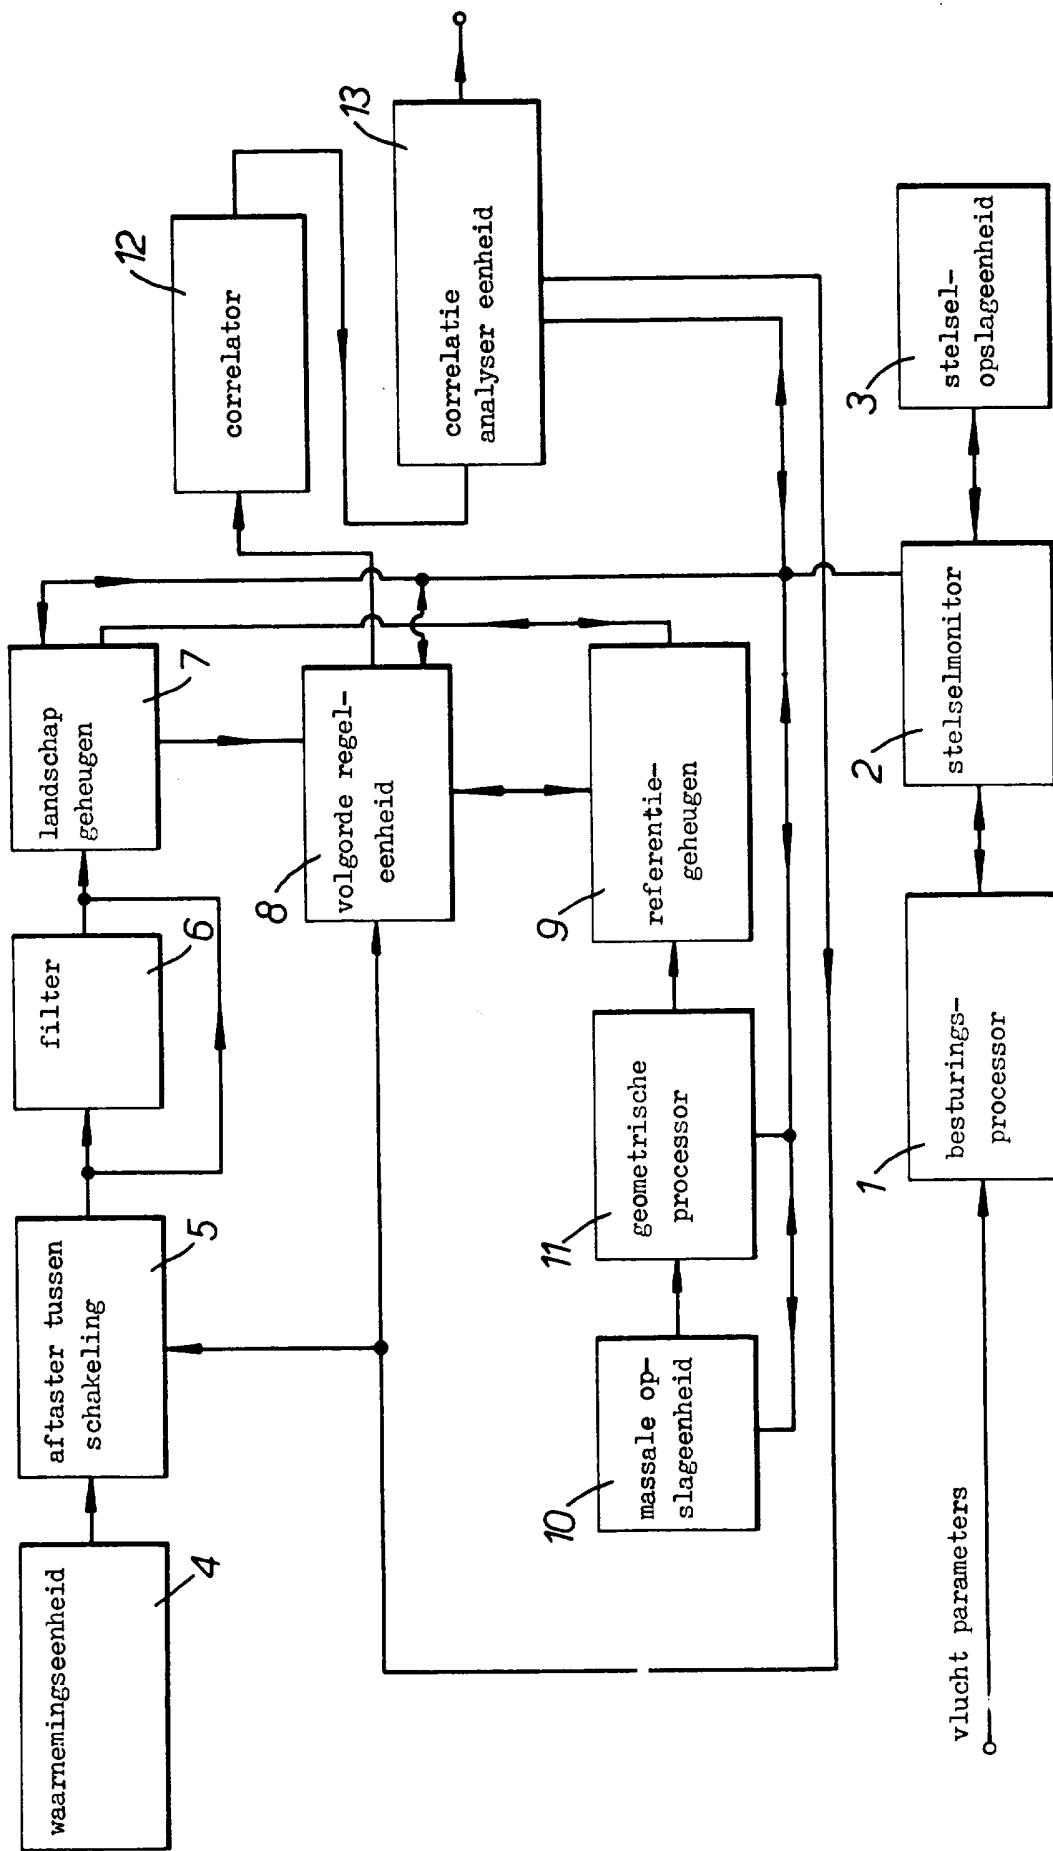 waarnemingseenheid
4
aftaster tussen
schakeling
5
filter
6
landschap
geheugen
7
volgorde regel-
eenheid
8
correlator
12
correlatie
analyser eenheid
13
massale op-
slageenheid
10
geometrische
processor
11
referentie-
geheugen
9
vlucht parameters
besturings-
processor
1
stelselmonitor
2
stelsel-
opslageenheid
3